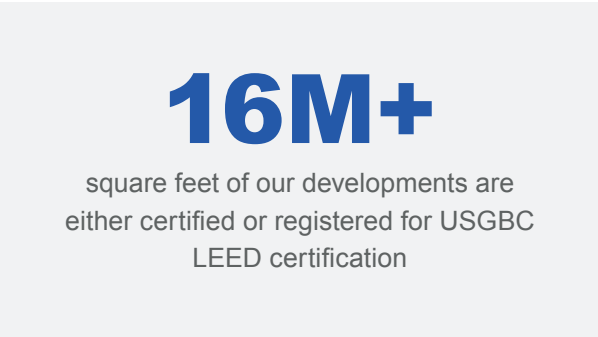 16M+
square feet of our developments are
either certified or registered for USGBC
LEED certification